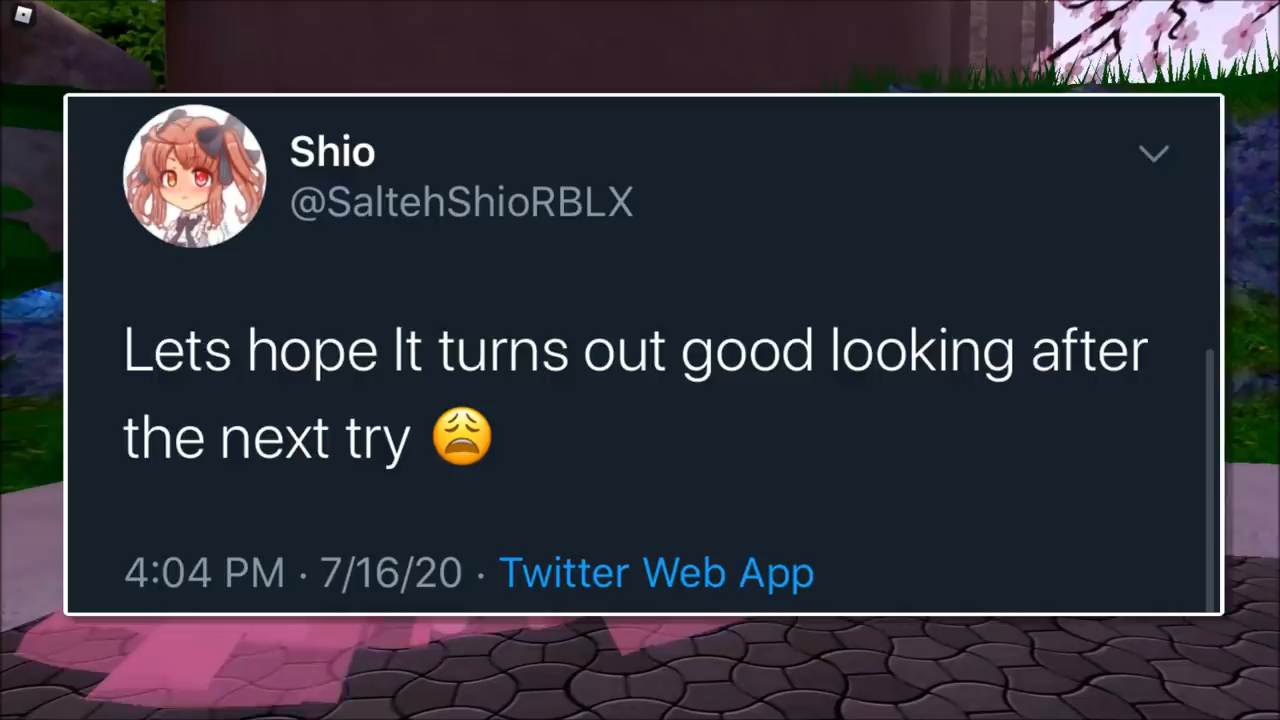 Shio
@SaltehShioRBLX
Lets hope It turns out good looking after
the next try 😩
4:04 PM · 7/16/20 · Twitter Web App